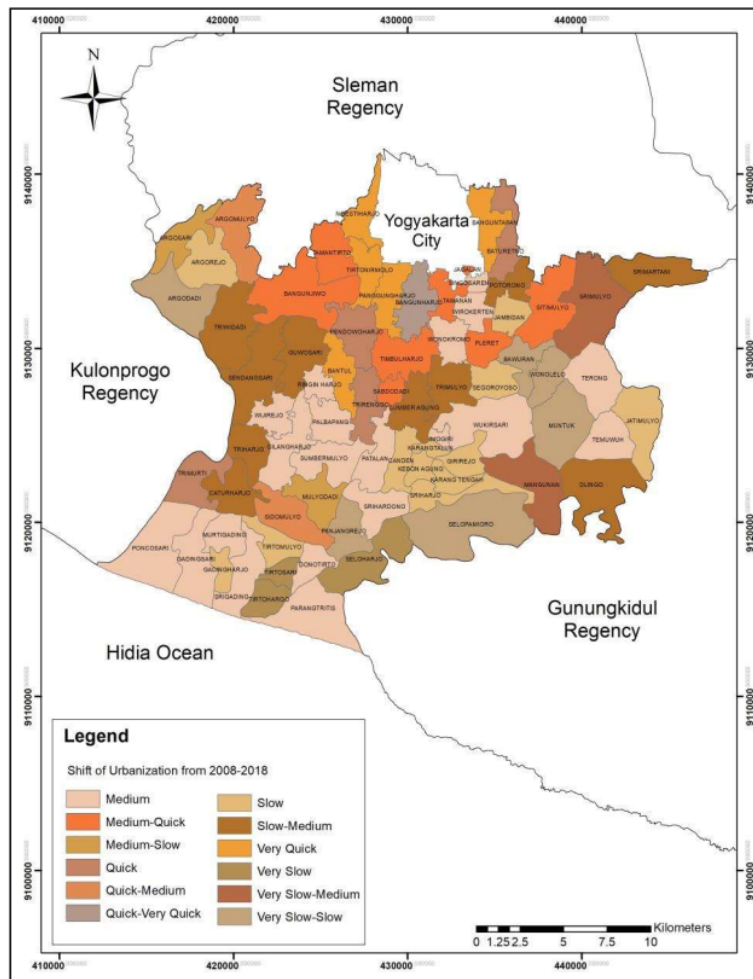 410000 420000 430000 440000
N
Sleman
Regency
9140000 9140000
NGESTIHARJO
Yogyakarta
City
ARGOMULYO
BANGUNTAPAN
ARGOSARI
TAMANTIRTO
TIRTONIRMOLO
SATURETNO
ARGOREJO
JAGALAN
SRIMARTANI
SINGOSAREN
POTORONO
ARGODADI
BANGUNJIWO
PANGGUNGHARJO
BANGUNHARJO
TAMANAN
SITIMULYO
SRIMULYO
WIROKERTEN
JAMBIDAN
TRIWIDADI
PENDOWOHARJO
WONOKROMO
PLERET
9130000 9130000
GUWOSARI
TIMBULHARJO
BAWURAN
Kulonprogo
Regency
SENDANGSARI
BANTUL
RINGIN HARJO
SABDODADI
TRIMULYO
SEGOROYOSO
WONOLELO
TERONG
TRIRENGGO
SUMBER AGUNG
WIJIREJO
PALBAPANG
WUKIRSARI
MUNTUK
JATIMULYO
IMOGIRI
TEMUWUH
TRIHARJO
GILANGHARJO
SUMBERMULYO
PATALAN
KARANGTALUN
CANDEN
GIRIREJO
KEBON AGUNG
TRIMURTI
KARANG TENGAH
MANGUNAN
DLINGO
CATURHARJO
MULYODADI
SRIHARJO
SIDOMULYO
SRIHARDONO
SELOPAMIORO
9120000 9120000
PONCOSARI
MURTIGADING
PANJANGREJO
TIRTOMULYO
GADINGSARI
GADINGHARJO
DONOTIRTO
SELOHARJO
TIRTOSARI
SRIGADING
TIRTOHARGO
PARANGTRITIS
Gunungkidul
Regency
Hidia Ocean
9110000 9110000
Legend
Shift of Urbanization from 2008-2018
Medium Slow
Medium-Quick Slow-Medium
Medium-Slow Very Quick
Quick Very Slow
Quick-Medium Very Slow-Medium
Quick-Very Quick Very Slow-Slow
9100000 9100000
Kilometers
0 1.25 2.5 5 7.5 10
410000 420000 430000 440000